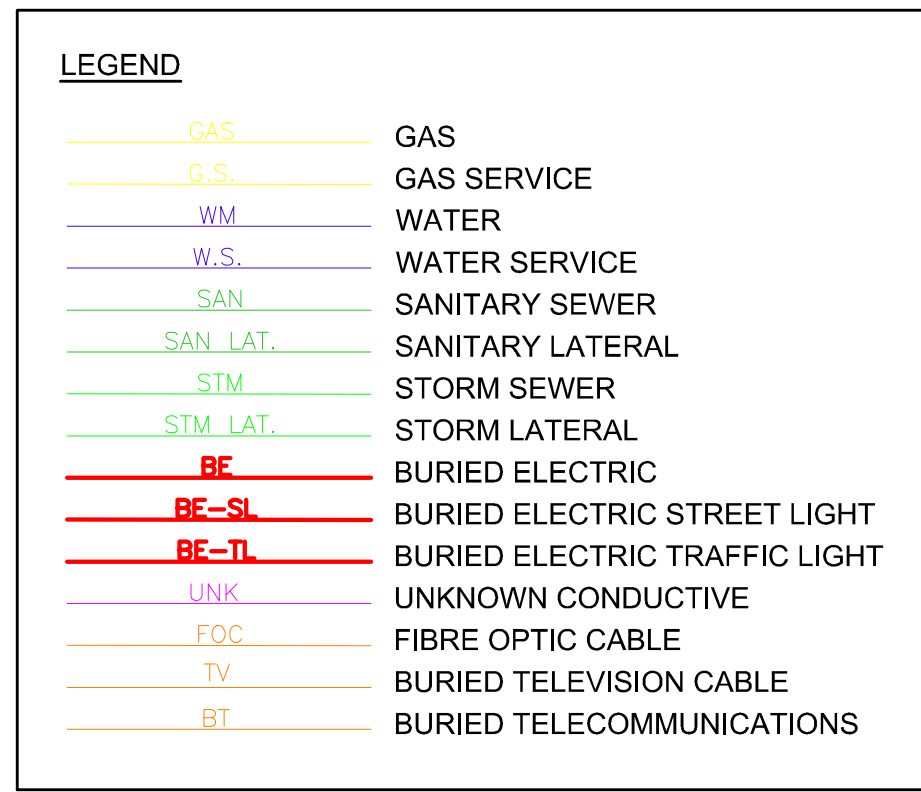 LEGEND
GAS GAS
G.S. GAS SERVICE
WM WATER
W.S. WATER SERVICE
SAN SANITARY SEWER
SAN LAT. SANITARY LATERAL
STM STORM SEWER
STM LAT. STORM LATERAL
BE BURIED ELECTRIC
BE-SL BURIED ELECTRIC STREET LIGHT
BE-TL BURIED ELECTRIC TRAFFIC LIGHT
UNK UNKNOWN CONDUCTIVE
FOC FIBRE OPTIC CABLE
TV BURIED TELEVISION CABLE
BT BURIED TELECOMMUNICATIONS